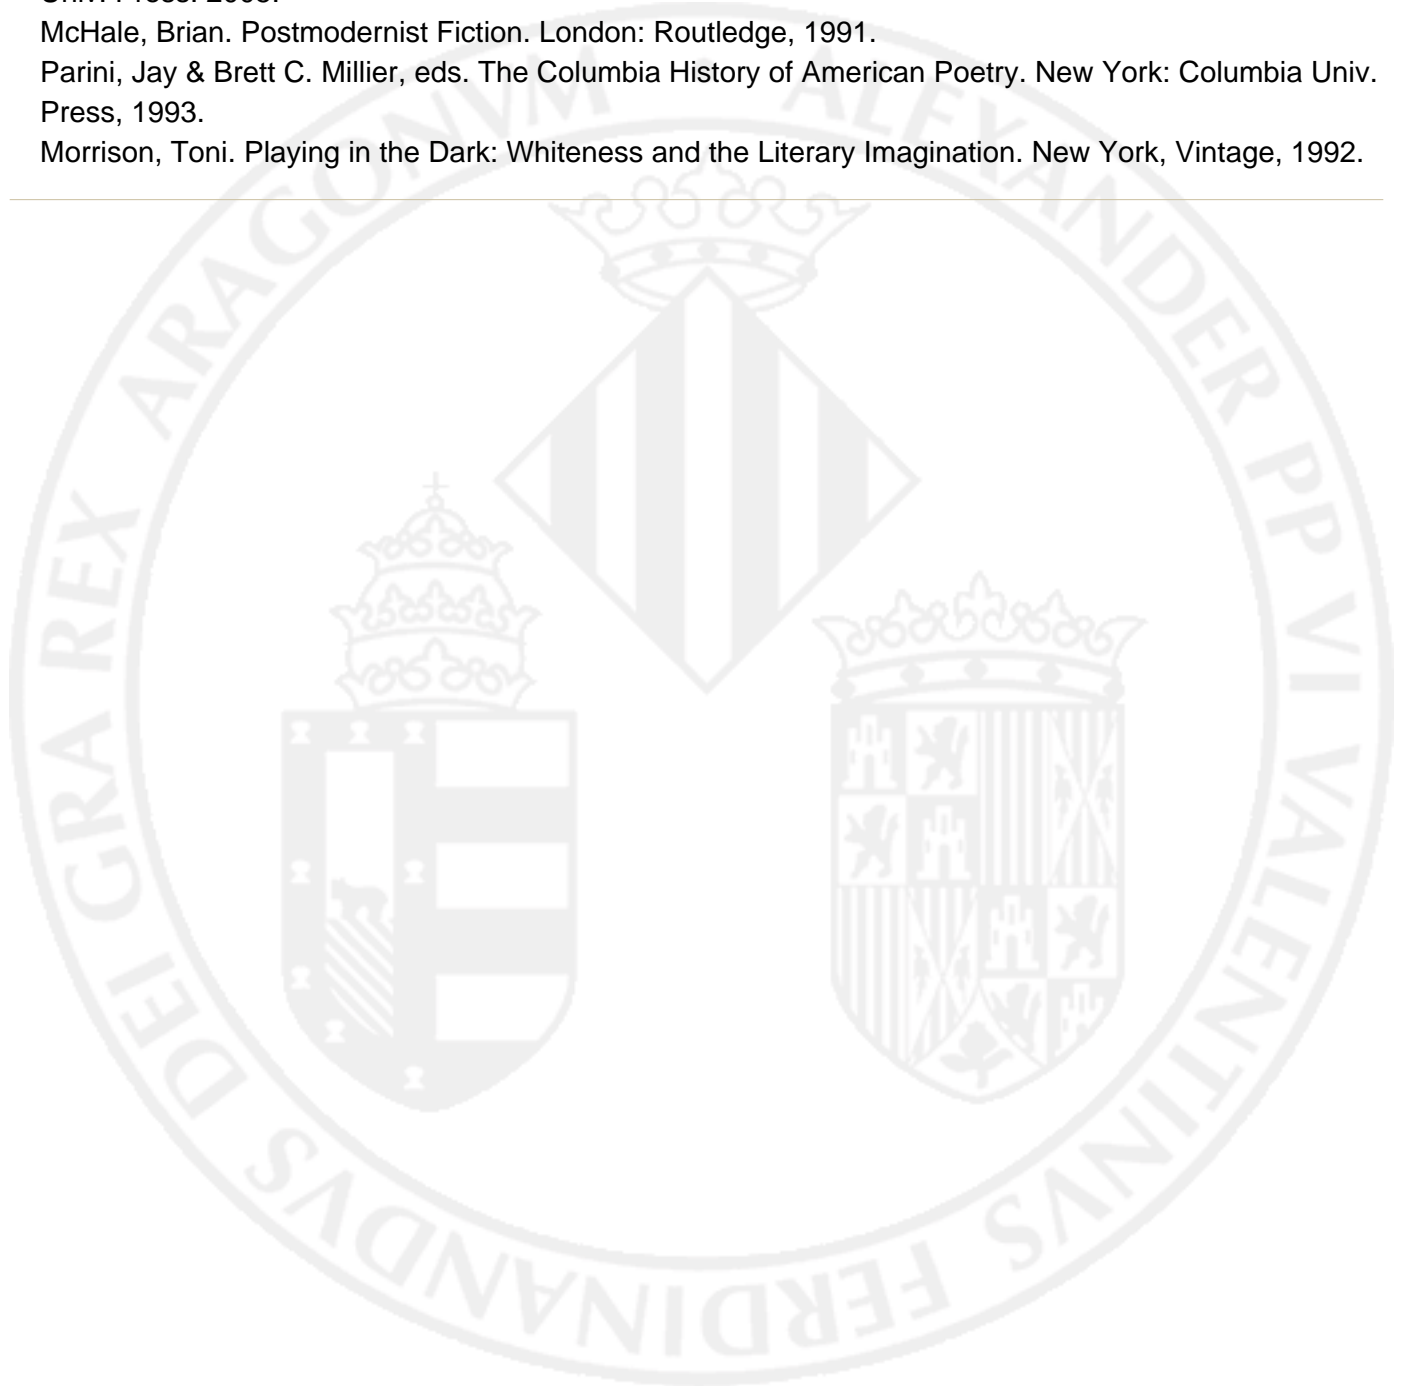 Univ. Press.
McHale, Brian. Postmodernist Fiction. London: Routledge, 1991.
Parini, Jay & Brett C. Millier, eds. The Columbia History of American Poetry. New York: Columbia Univ.
Press, 1993.
Morrison, Toni. Playing in the Dark: Whiteness and the Literary Imagination. New York, Vintage, 1992.
ALEXANDER PP VI VALENTINVS FERDINANDVS DEI GRA REX ARAGONVM